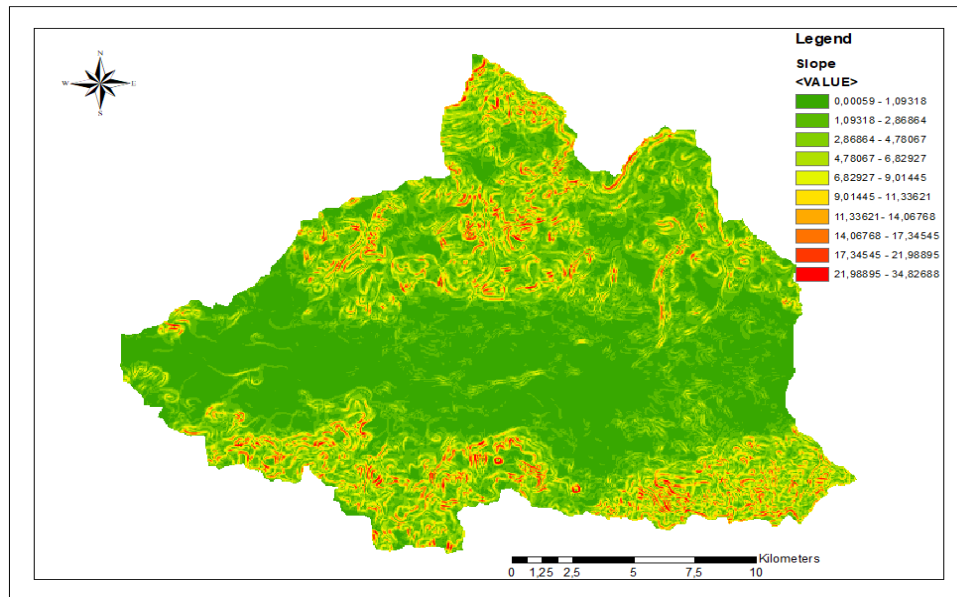 N
W E
S
Legend
Slope
<VALUE>
0,00059 - 1,09318
1,09318 - 2,86864
2,86864 - 4,78067
4,78067 - 6,82927
6,82927 - 9,01445
9,01445 - 11,33621
11,33621 - 14,06768
14,06768 - 17,34545
17,34545 - 21,98895
21,98895 - 34,82688
Kilometers
0 1,25 2,5 5 7,5 10